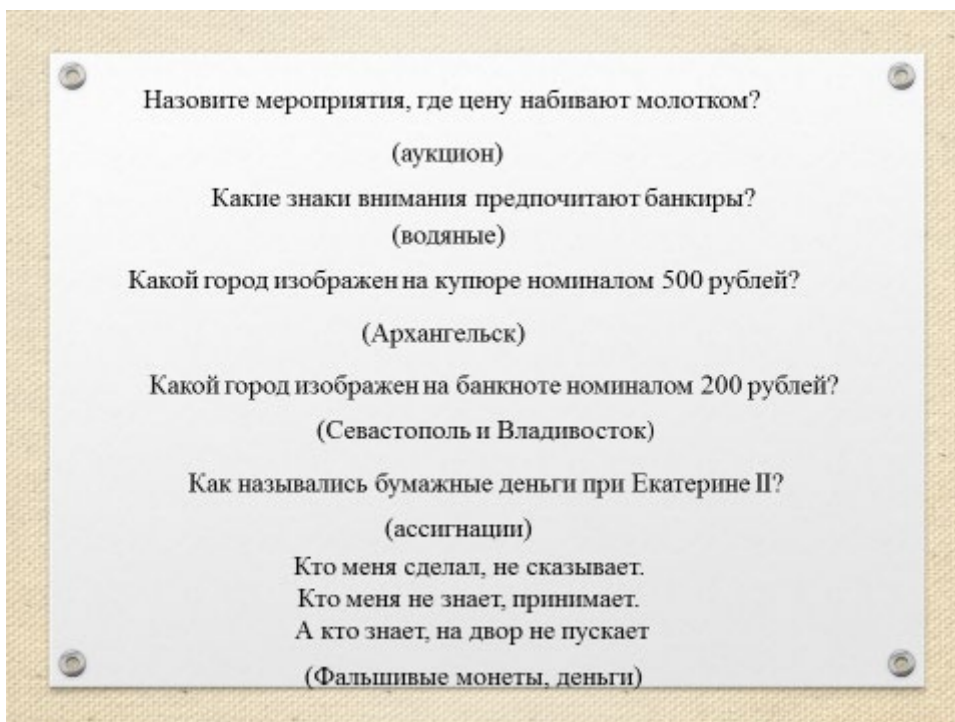 Назовите мероприятия, где цену набивают молотком?
(аукцион)
Какие знаки внимания предпочитают банкиры?
(водяные)
Какой город изображен на купюре номиналом 500 рублей?
(Архангельск)
Какой город изображен на банкноте номиналом 200 рублей?
(Севастополь и Владивосток)
Как назывались бумажные деньги при Екатерине II?
(ассигнации)
Кто меня сделал, не сказывает.
Кто меня не знает, принимает.
А кто знает, на двор не пускает
(Фальшивые монеты, деньги)